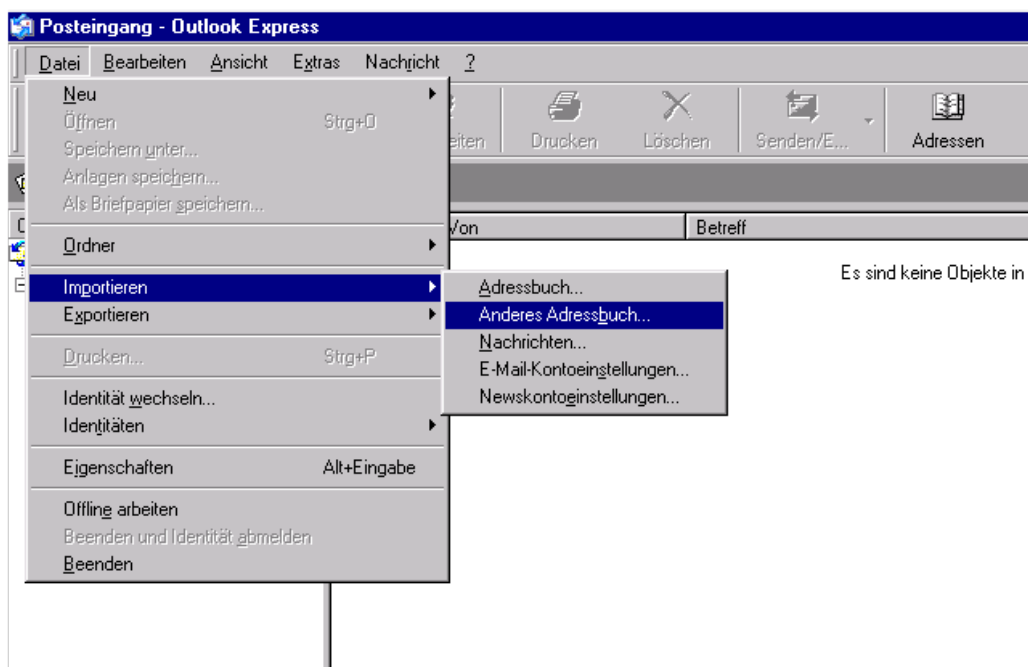 Posteingang - Outlook Express
Datei Bearbeiten Ansicht Extras Nachricht ?
Neu
Öffnen Strg+O
Speichern unter...
Anlagen speichern...
Als Briefpapier speichern...
Ordner
Importieren
Exportieren
Drucken... Strg+P
Identität wechseln...
Identitäten
Eigenschaften Alt+Eingabe
Offline arbeiten
Beenden und Identität abmelden
Beenden
Drucken Löschen Senden/E... Adressen
Von Betreff
Es sind keine Objekte in
Adressbuch...
Anderes Adressbuch...
Nachrichten...
E-Mail-Kontoeinstellungen...
Newskontoeinstellungen...